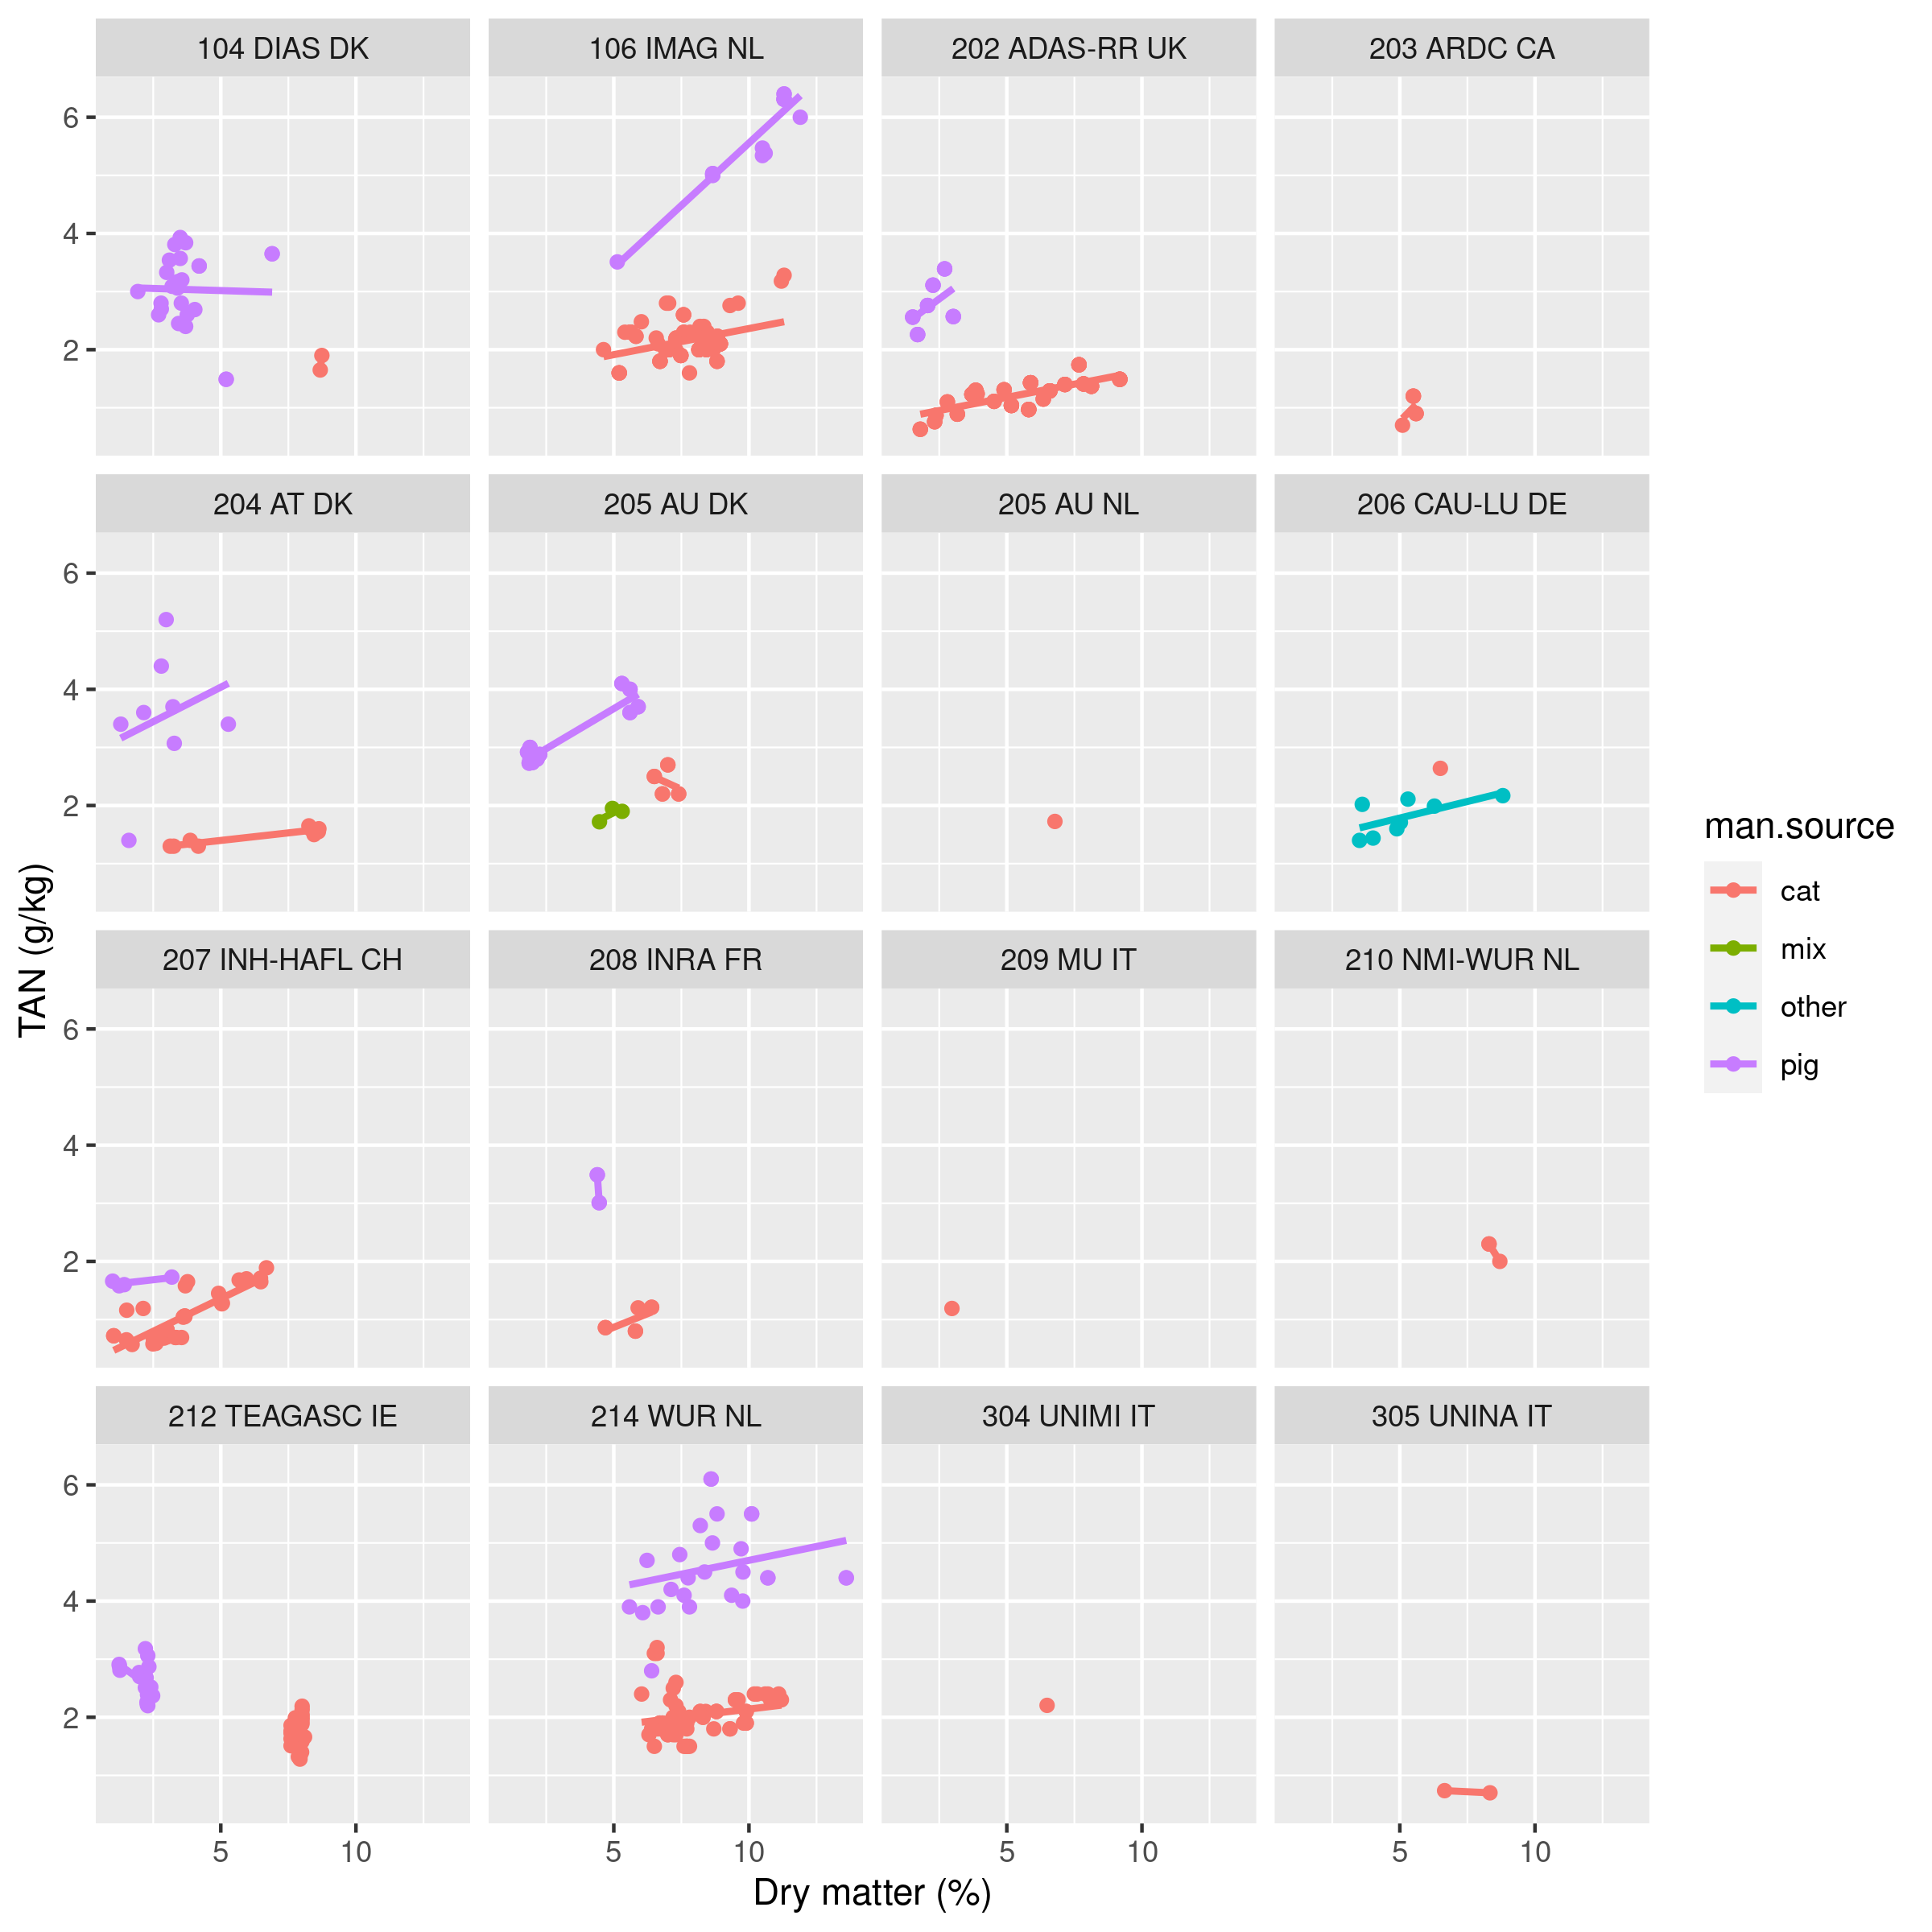 104 DIAS DK
106 IMAG NL
202 ADAS-RR UK
203 ARDC CA
6
4
2
204 AT DK
205 AU DK
205 AU NL
206 CAU-LU DE
6
4
2
TAN (g/kg)
207 INH-HAFL CH
208 INRA FR
209 MU IT
210 NMI-WUR NL
6
4
2
212 TEAGASC IE
214 WUR NL
304 UNIMI IT
305 UNINA IT
6
4
2
5 10
5 10
5 10
5 10
Dry matter (%)
man.source
cat
mix
other
pig